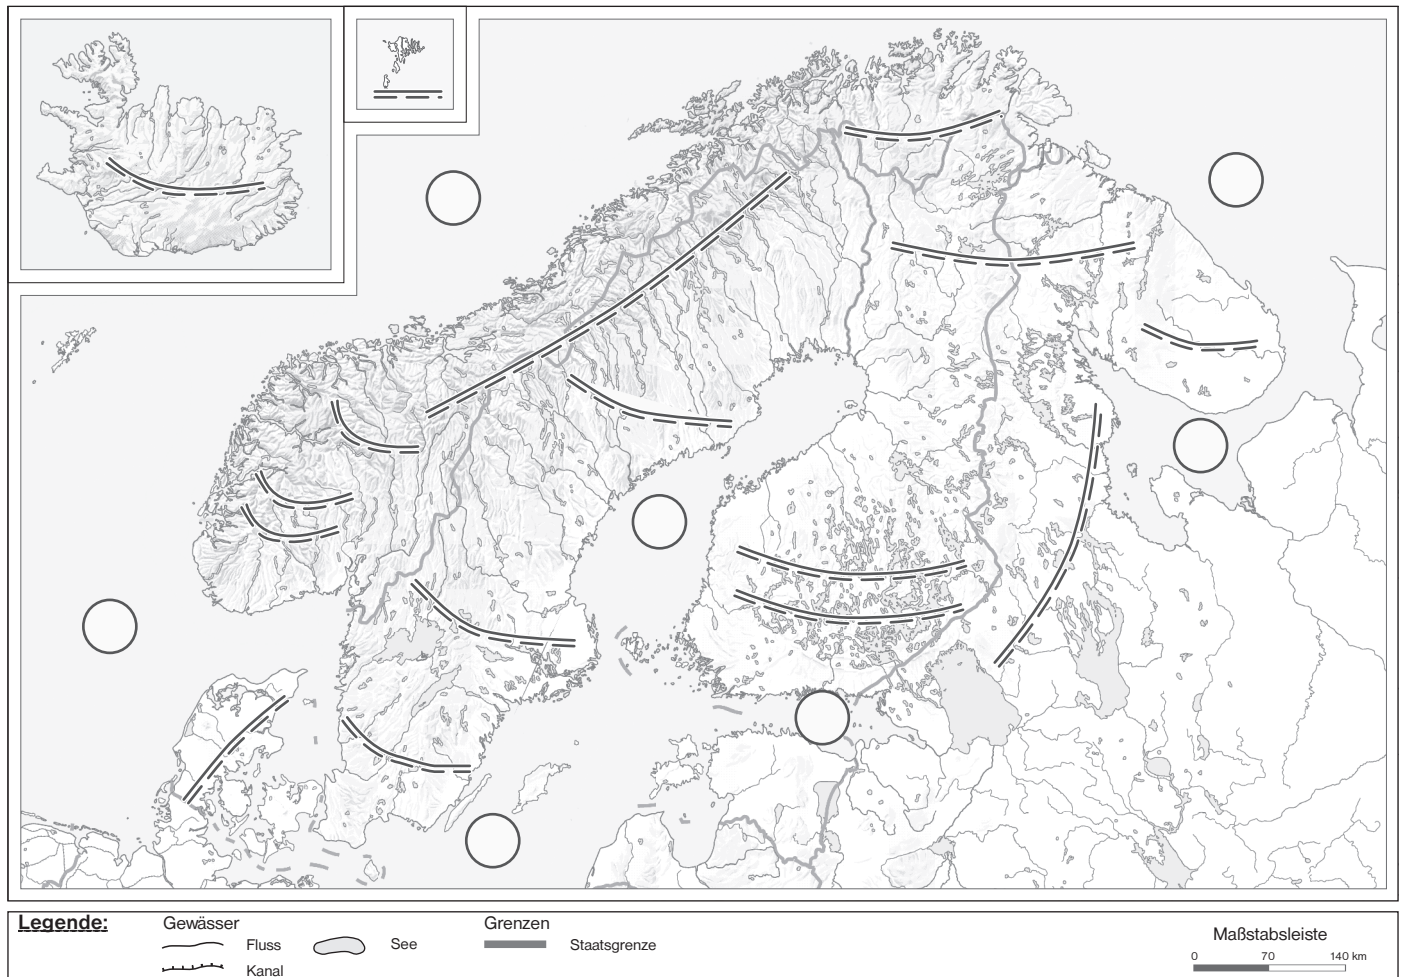 Legende:
Gewässer
Fluss
See
Kanal
Grenzen
Staatsgrenze
Maßstabsleiste
0 70 140 km